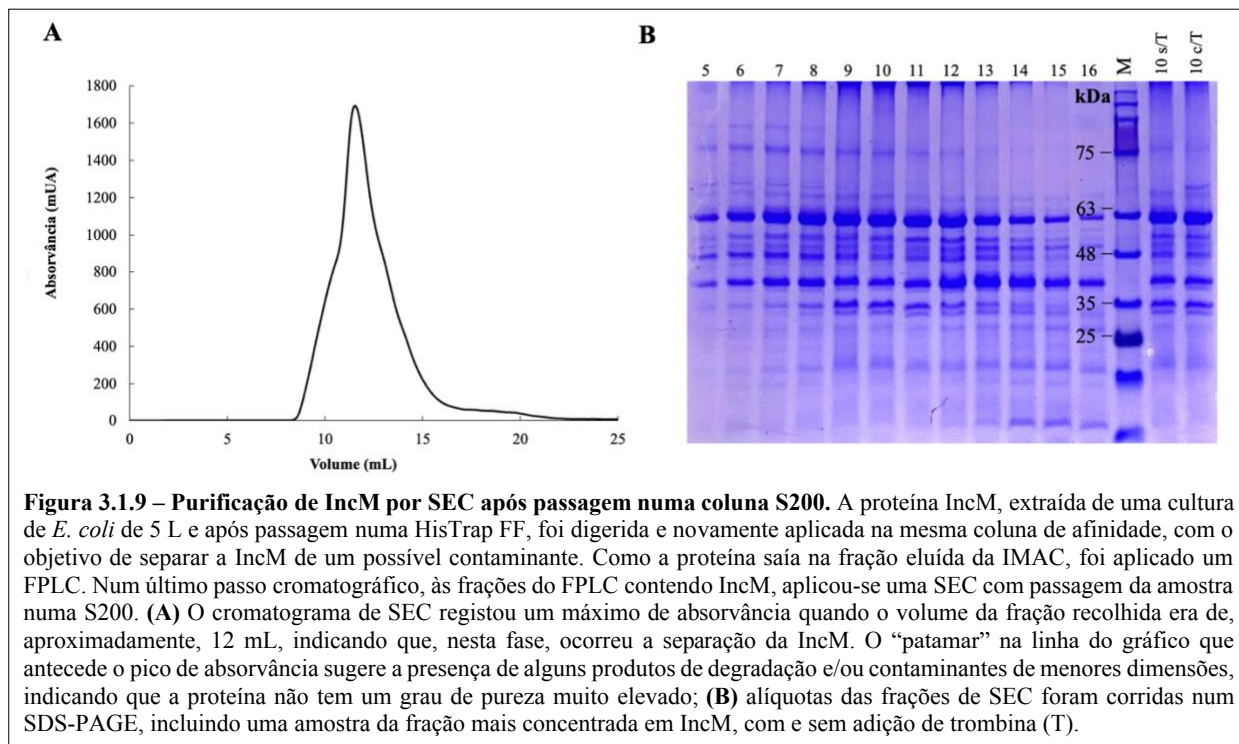 A
B
1800
1600
1400
1200
1000
800
600
400
200
0
Absorvância (mUA)
0 5 10 15 20 25
Volume (mL)
5 6 7 8 9 10 11 12 13 14 15 16 M 10 s/T 10 c/T
kDa
75
63
48
35
25
Figura 3.1.9 – Purificação de IncM por SEC após passagem numa coluna S200. A proteína IncM, extraída de uma cultura
de E. coli de 5 L e após passagem numa HisTrap FF, foi digerida e novamente aplicada na mesma coluna de afinidade, com o
objetivo de separar a IncM de um possível contaminante. Como a proteína saía na fração eluída da IMAC, foi aplicado um
FPLC. Num último passo cromatográfico, às frações do FPLC contendo IncM, aplicou-se uma SEC com passagem da amostra
numa S200. (A) O cromatograma de SEC registou um máximo de absorvância quando o volume da fração recolhida era de,
aproximadamente, 12 mL, indicando que, nesta fase, ocorreu a separação da IncM. O “patamar” na linha do gráfico que
antecede o pico de absorvância sugere a presença de alguns produtos de degradação e/ou contaminantes de menores dimensões,
indicando que a proteína não tem um grau de pureza muito elevado; (B) alíquotas das frações de SEC foram corridas num
SDS-PAGE, incluindo uma amostra da fração mais concentrada em IncM, com e sem adição de trombina (T).